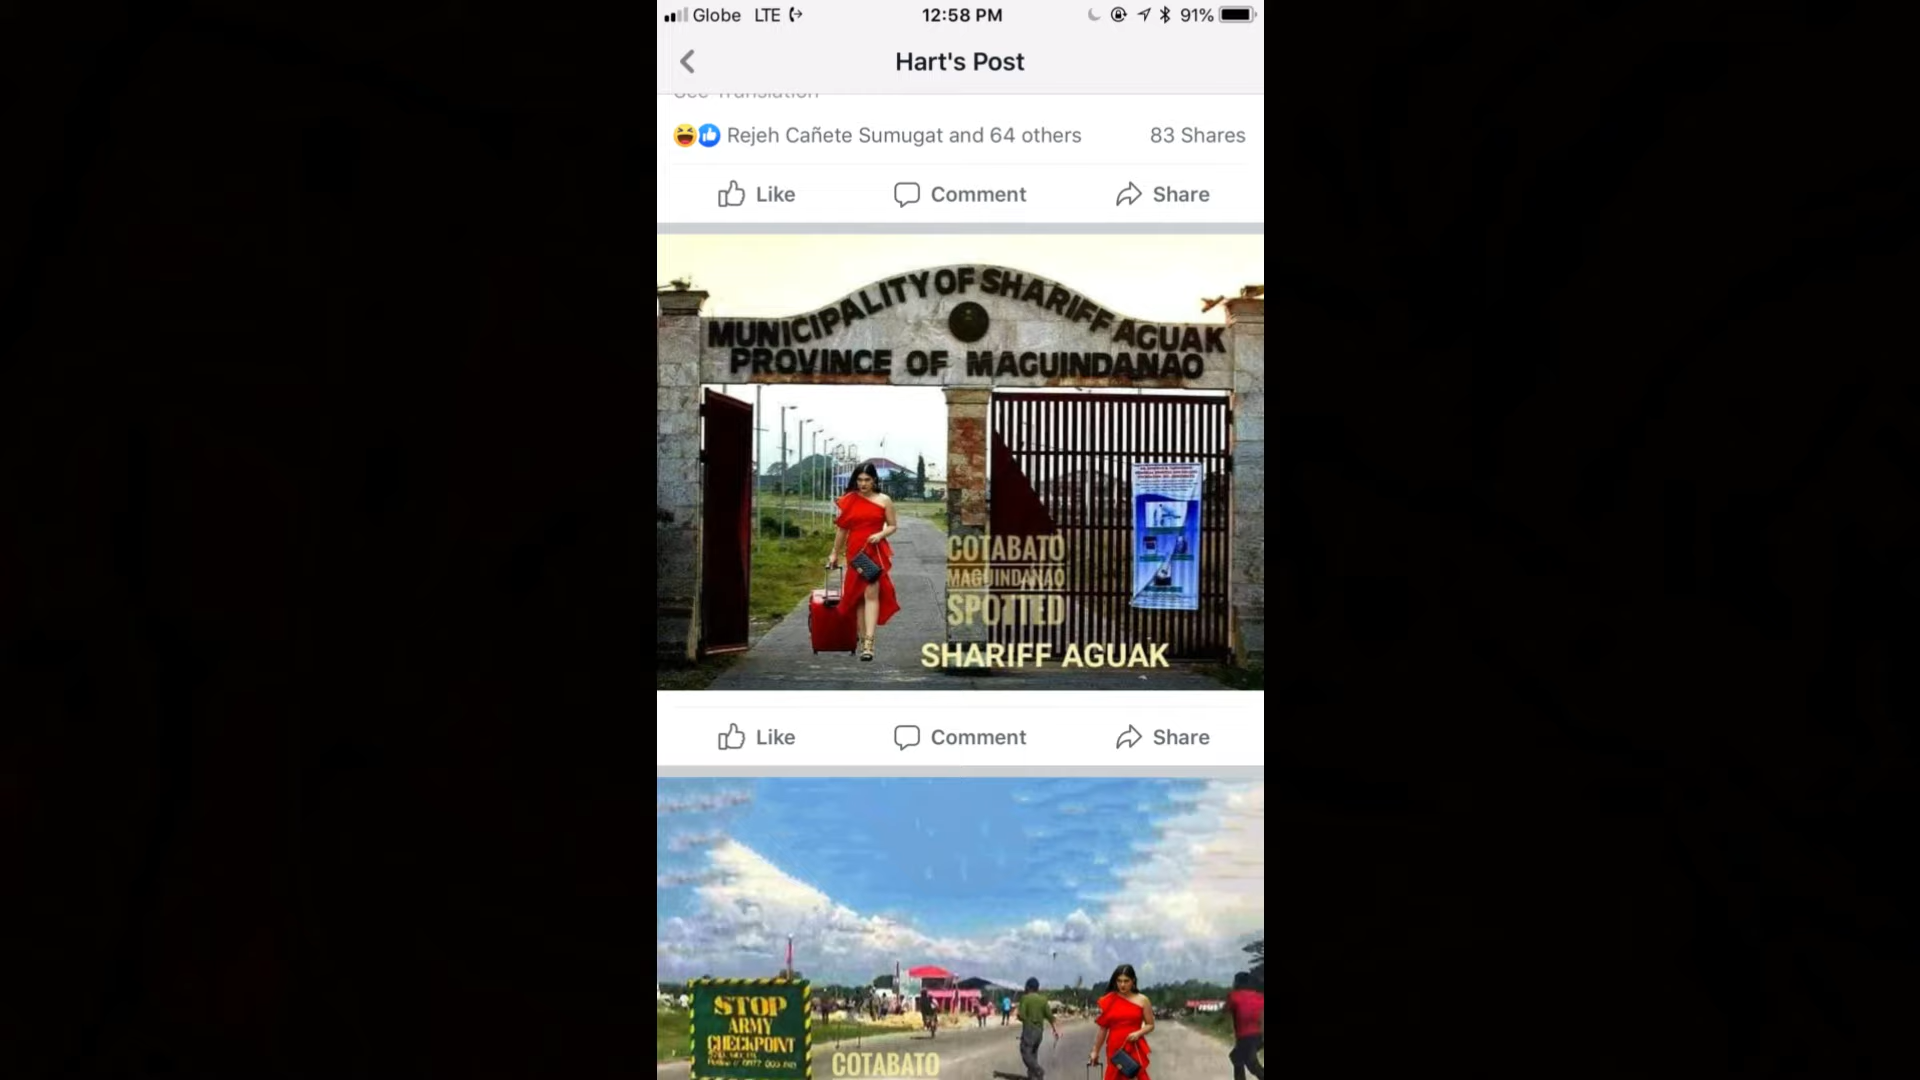 Globe LTE 12:58 PM 91%
Hart's Post
See Translation
Rejeh Cañete Sumugat and 64 others 83 Shares
Like Comment Share
MUNICIPALITY OF SHARIFF AGUAK
PROVINCE OF MAGUINDANAO
COTABATO
MAGUINDANAO
SPOTTED
SHARIFF AGUAK
Like Comment Share
STOP
ARMY
CHECKPOINT
COTABATO